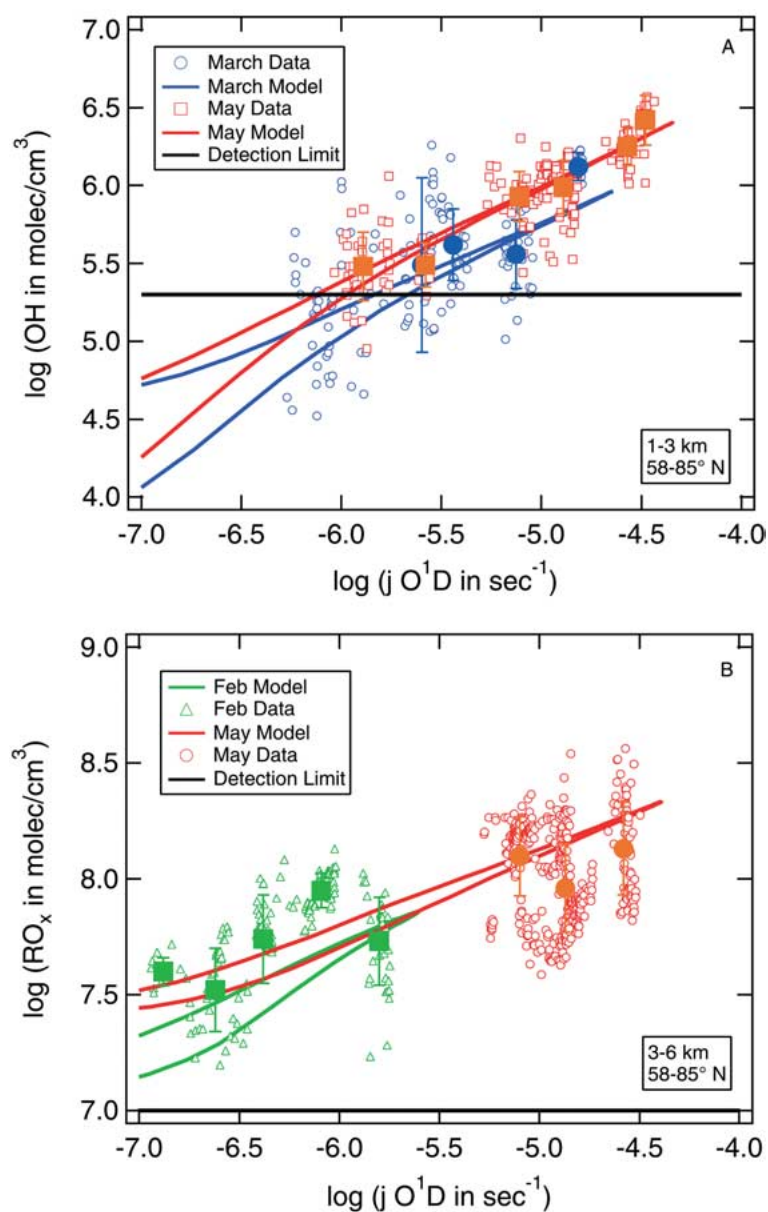 A
March Data
March Model
May Data
May Model
Detection Limit
7.0
6.5
6.0
5.5
5.0
4.5
4.0
log (OH in molec/cm³)
1-3 km
58-85° N
-7.0 -6.5 -6.0 -5.5 -5.0 -4.5 -4.0
log (j O¹D in sec⁻¹)
B
Feb Model
Feb Data
May Model
May Data
Detection Limit
9.0
8.5
8.0
7.5
7.0
log (ROₓ in molec/cm³)
3-6 km
58-85° N
-7.0 -6.5 -6.0 -5.5 -5.0 -4.5 -4.0
log (j O¹D in sec⁻¹)